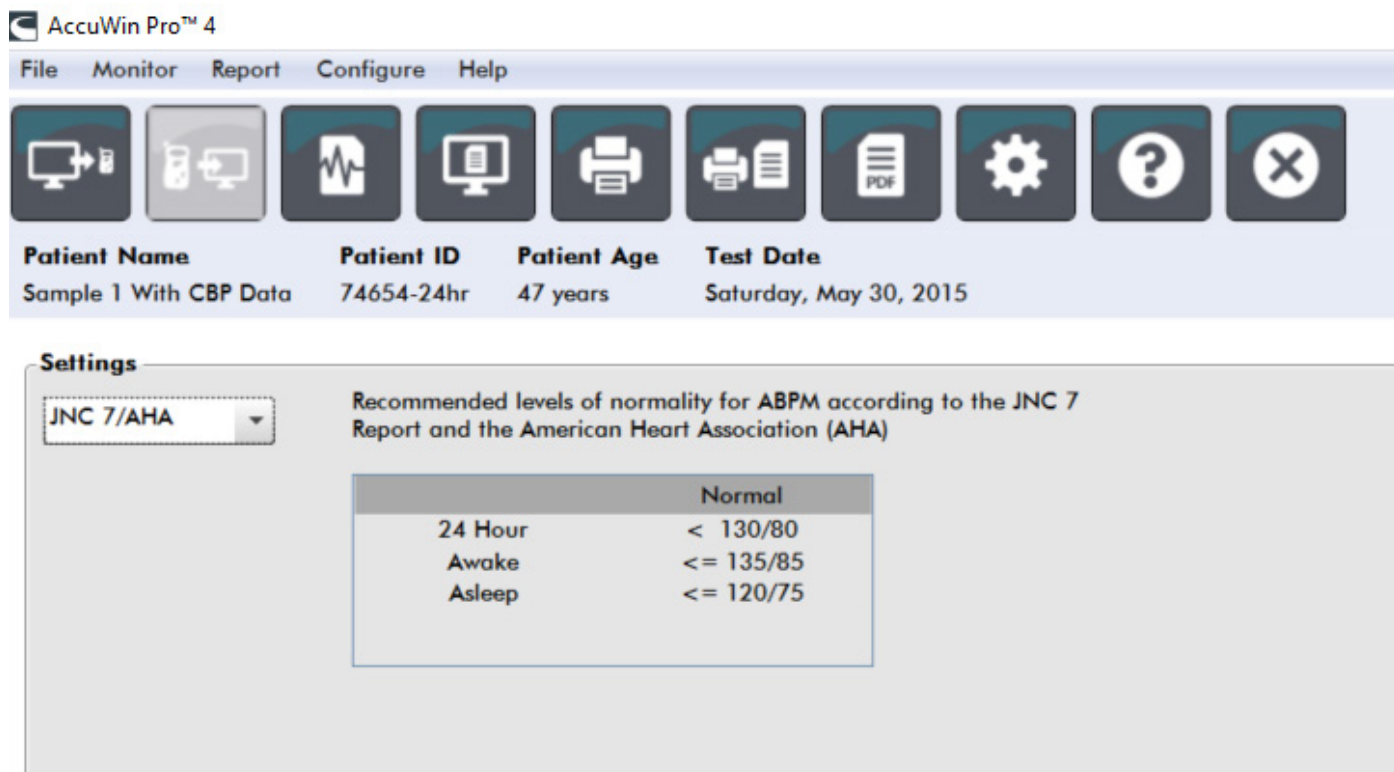 AccuWin Pro™ 4
File Monitor Report Configure Help
PDF
Patient Name Patient ID Patient Age Test Date
Sample 1 With CBP Data 74654-24hr 47 years Saturday, May 30, 2015
Settings
JNC 7/AHA
Recommended levels of normality for ABPM according to the JNC 7
Report and the American Heart Association (AHA)
Normal
24 Hour < 130/80
Awake <= 135/85
Asleep <= 120/75